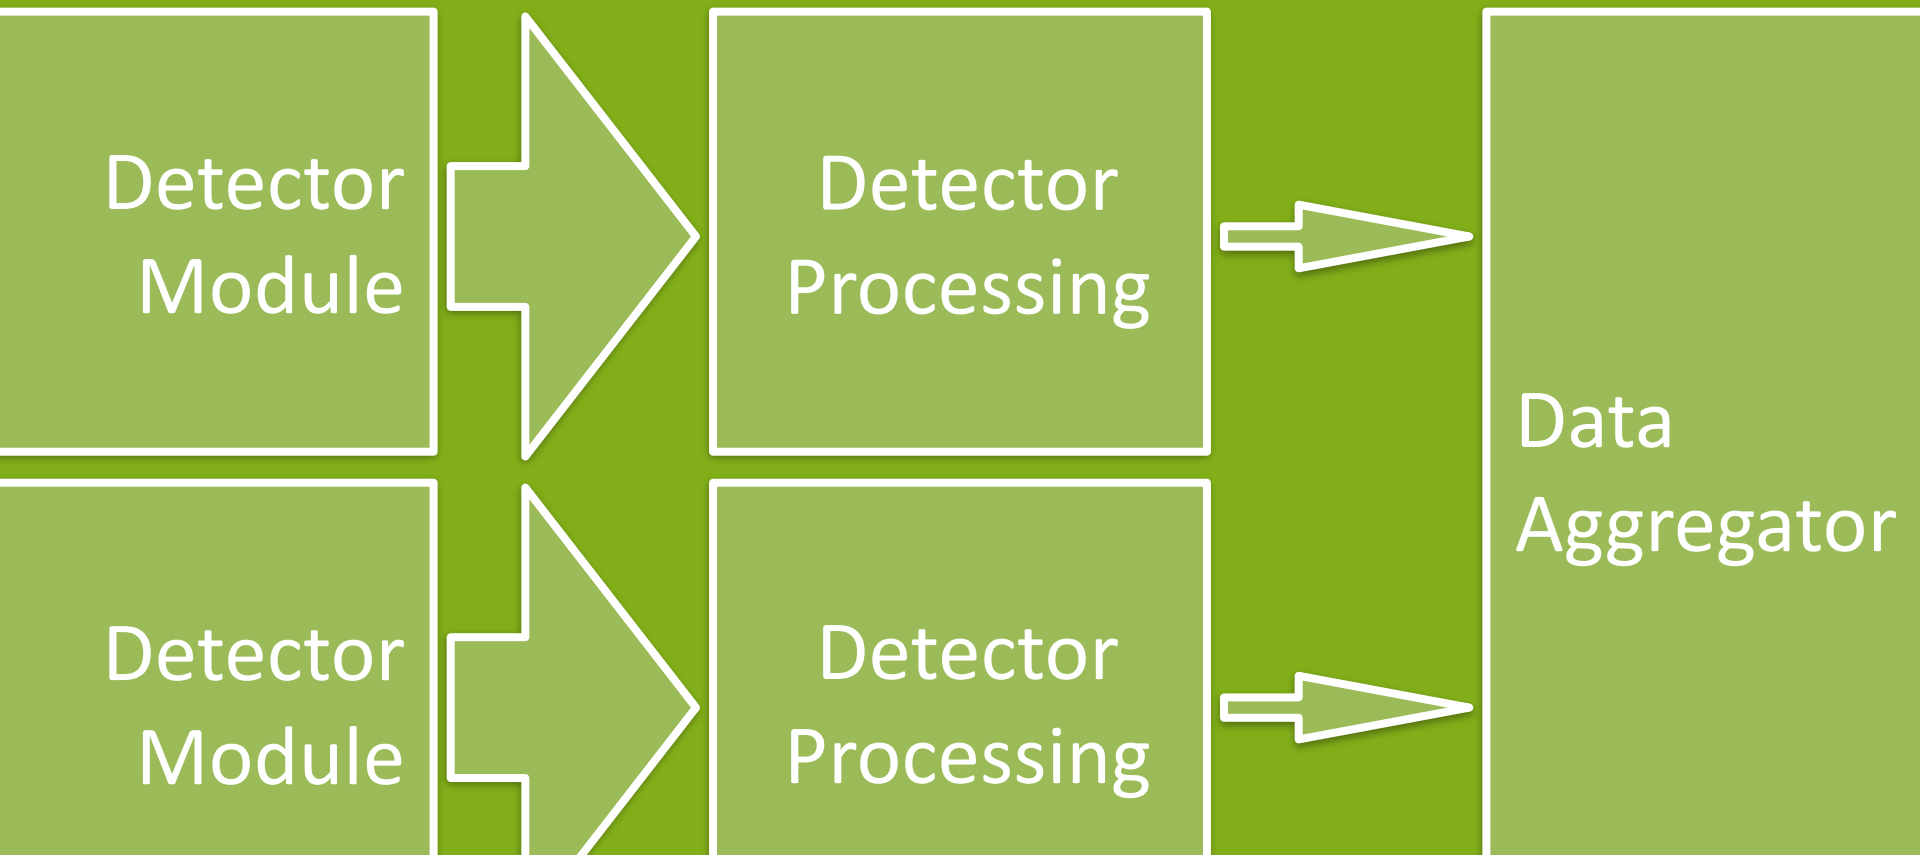 Detector
Module
Detector
Processing
Data
Aggregator
Detector
Module
Detector
Processing